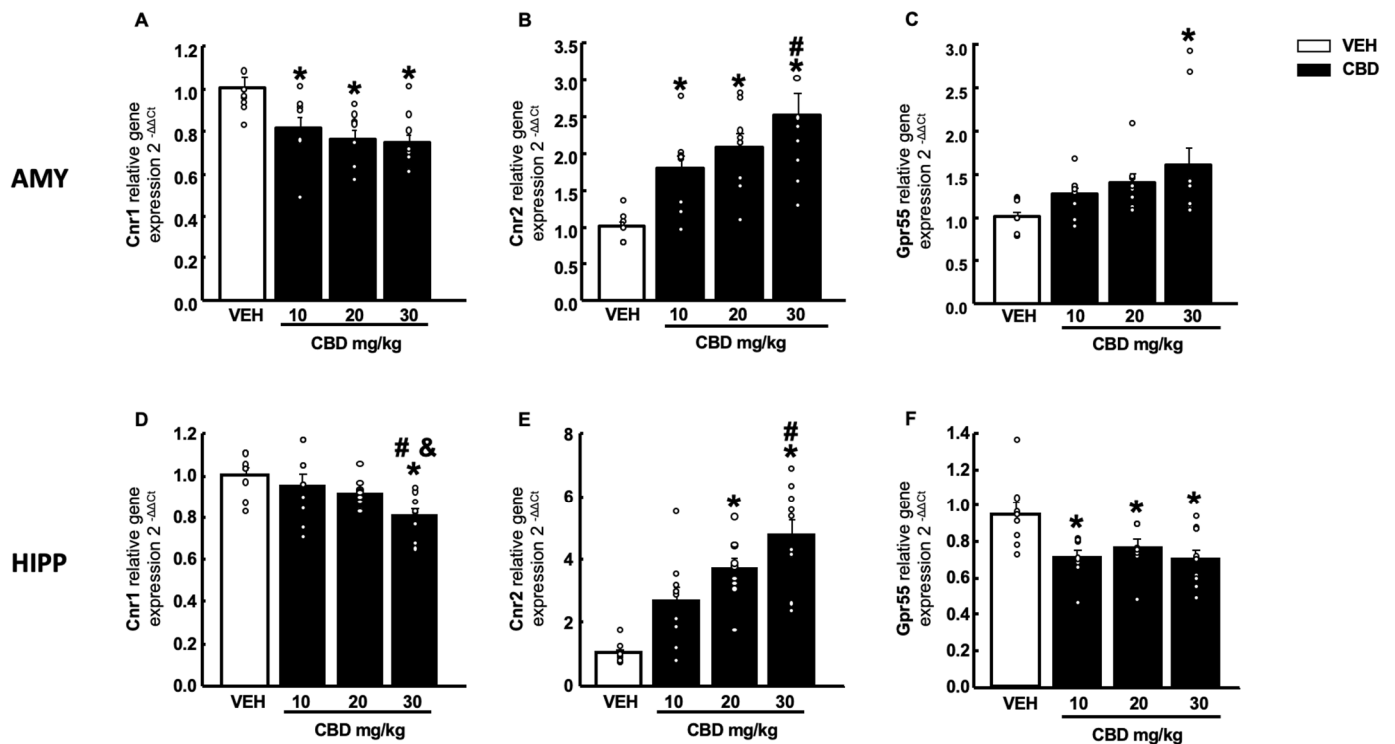 A
Cnr1 relative gene
expression 2 -ΔΔCt
1.2
1.0
0.8
0.6
0.4
0.2
0.0
*
*
*
VEH
10
20
30
CBD mg/kg
B
Cnr2 relative gene
expression 2 -ΔΔCt
3.5
3.0
2.5
2.0
1.5
1.0
0.5
0.0
*
*
#
*
VEH
10
20
30
CBD mg/kg
C
Gpr55 relative gene
expression 2 -ΔΔCt
3.0
2.5
2.0
1.5
1.0
0.5
0.0
*
VEH
10
20
30
CBD mg/kg
VEH
CBD
AMY
D
Cnr1 relative gene
expression 2 -ΔΔCt
1.2
1.0
0.8
0.6
0.4
0.2
0.0
# &
*
VEH
10
20
30
CBD mg/kg
E
Cnr2 relative gene
expression 2 -ΔΔCt
8
6
4
2
0
*
#
*
VEH
10
20
30
CBD mg/kg
F
Gpr55 relative gene
expression 2 -ΔΔCt
1.4
1.2
1.0
0.8
0.6
0.4
0.2
0.0
*
*
*
VEH
10
20
30
CBD mg/kg
HIPP